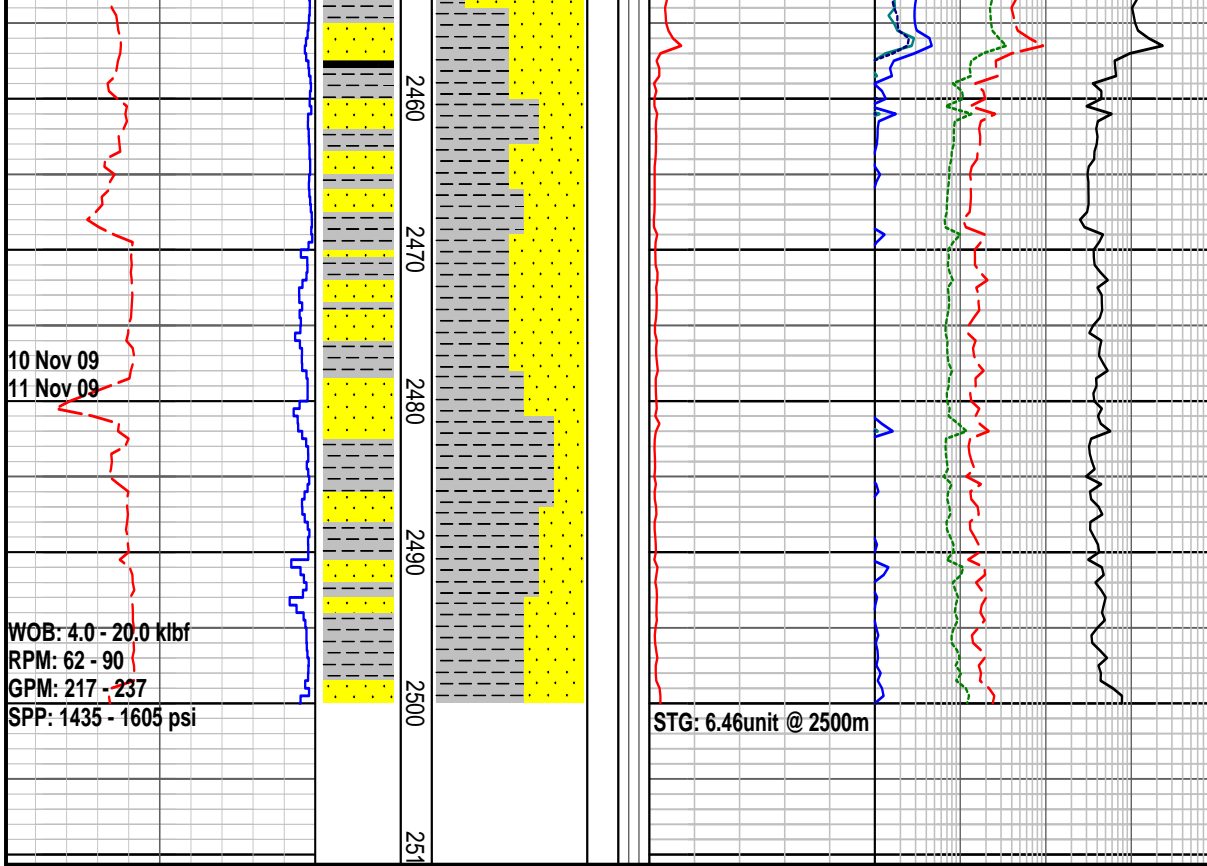 2460
2470
10 Nov 09
11 Nov 09
2480
2490
WOB: 4.0 - 20.0 klbf
RPM: 62 - 90
GPM: 217 - 237
SPP: 1435 - 1605 psi
2500
STG: 6.46unit @ 2500m
251